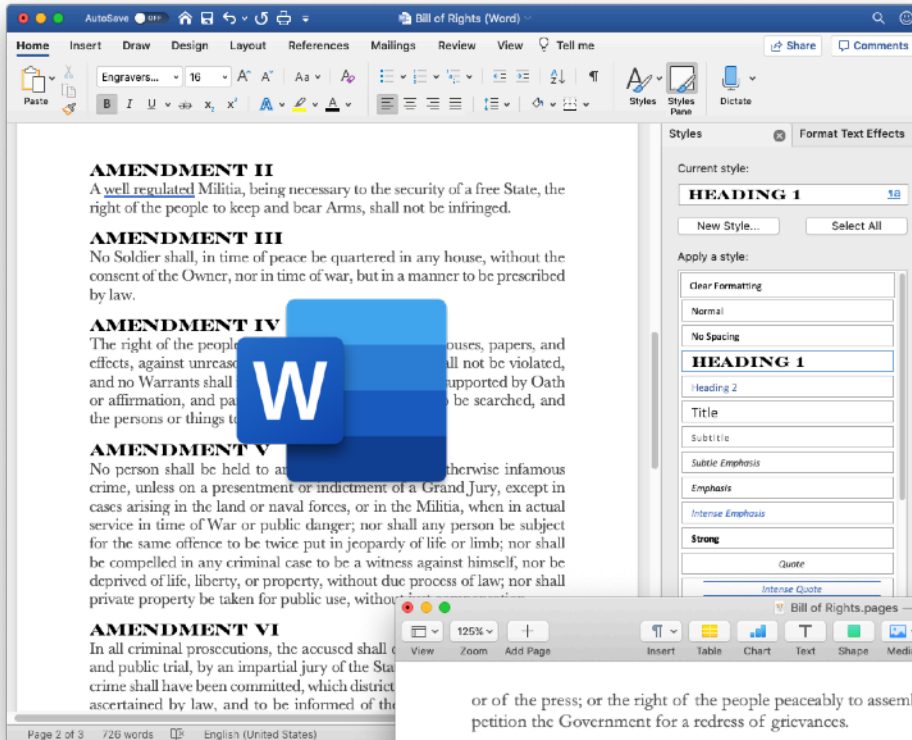 AutoSave OFF Bill of Rights (Word)
Home Insert Draw Design Layout References Mailings Review View Tell me Share Comments
Paste Engravers... 16 Aa Styles Styles Pane Dictate
B I U ab x₂ x² A A
Styles Format Text Effects
Current style:
HEADING 1
New Style... Select All
Apply a style:
Clear Formatting
Normal
No Spacing
HEADING 1
Heading 2
Title
Subtitle
Subtle Emphasis
Emphasis
Intense Emphasis
Strong
Quote
Intense Quote
AMENDMENT II
A well regulated Militia, being necessary to the security of a free State, the
right of the people to keep and bear Arms, shall not be infringed.
AMENDMENT III
No Soldier shall, in time of peace be quartered in any house, without the
consent of the Owner, nor in time of war, but in a manner to be prescribed
by law.
AMENDMENT IV
The right of the people ouses, papers, and
effects, against unreas all not be violated,
and no Warrants shall upported by Oath
or affirmation, and pa be searched, and
the persons or things t
W
AMENDMENT V
No person shall be held to a therwise infamous
crime, unless on a presentment or indictment of a Grand Jury, except in
cases arising in the land or naval forces, or in the Militia, when in actual
service in time of War or public danger; nor shall any person be subject
for the same offence to be twice put in jeopardy of life or limb; nor shall
be compelled in any criminal case to be a witness against himself, nor be
deprived of life, liberty, or property, without due process of law; nor shall
private property be taken for public use, without
AMENDMENT VI
In all criminal prosecutions, the accused shall
and public trial, by an impartial jury of the Sta
crime shall have been committed, which district
ascertained by law, and to be informed of the
Page 2 of 3 726 words English (United States)
Bill of Rights.pages —
125%
View Zoom Add Page Insert Table Chart Text Shape Media
or of the press; or the right of the people peaceably to assembl
petition the Government for a redress of grievances.